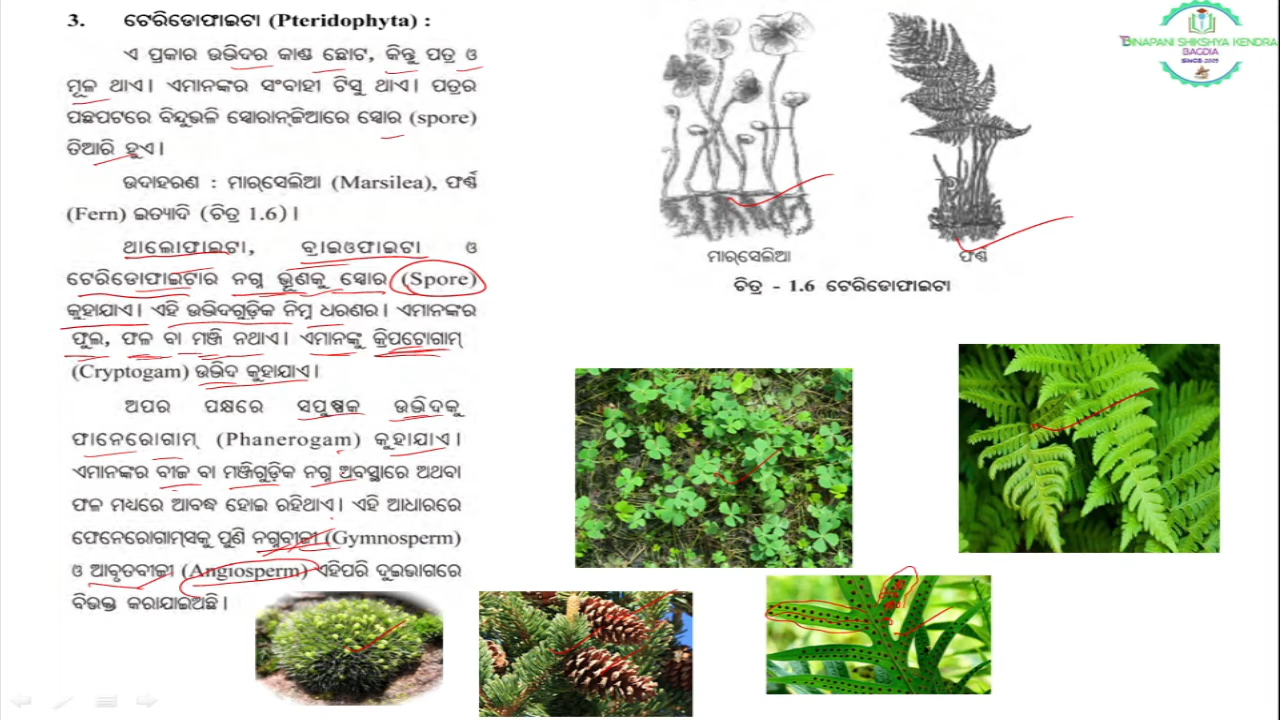 3. ଟେରିଡୋଫାଇଟା (Pteridophyta) :
ଏ ପ୍ରକାର ଉଦ୍ଭିଦର କାଣ୍ଡ ଛୋଟ, କିନ୍ତୁ ପତ୍ର ଓ
ମୂଳ ଥାଏ। ଏମାନଙ୍କର ସଂବାହୀ ଟିସୁ ଥାଏ। ପତ୍ରର
ପଛପଟରେ ବିନ୍ଦୁଭଳି ସ୍ପୋରାନ୍‌ଜିଆରେ ସ୍ପୋର (spore)
ତିଆରି ହୁଏ।
ଉଦାହରଣ : ମାର୍‌ସେଲିଆ (Marsilea), ଫର୍ଣ୍ଣ
(Fern) ଇତ୍ୟାଦି (ଚିତ୍ର 1.6)।
ଥାଲୋଫାଇଟା, ବ୍ରାଇଓଫାଇଟା ଓ
ଟେରିଡୋଫାଇଟାର ନଗ୍ନ ଭ୍ରୂଣକୁ ସ୍ପୋର (Spore)
କୁହାଯାଏ। ଏହି ଉଦ୍ଭିଦଗୁଡ଼ିକ ନିମ୍ନ ଧରଣର। ଏମାନଙ୍କର
ଫୁଲ, ଫଳ ବା ମଞ୍ଜି ନଥାଏ। ଏମାନଙ୍କୁ କ୍ରିପଟୋଗାମ୍
(Cryptogam) ଉଦ୍ଭିଦ କୁହାଯାଏ।
ଅପର ପକ୍ଷରେ ସପୁଷ୍ପକ ଉଦ୍ଭିଦକୁ
ଫାନେରୋଗାମ୍ (Phanerogam) କୁହାଯାଏ।
ଏମାନଙ୍କର ବୀଜ ବା ମଞ୍ଜିଗୁଡ଼ିକ ନଗ୍ନ ଅବସ୍ଥାରେ ଅଥବା
ଫଳ ମଧ୍ୟରେ ଆବଦ୍ଧ ହୋଇ ରହିଥାଏ। ଏହି ଆଧାରରେ
ଫେନେରୋଗାମ୍‌ସକୁ ପୁଣି ନଗ୍ନବୀଜୀ (Gymnosperm)
ଓ ଆବୃତବୀଜୀ (Angiosperm) ଏହିପରି ଦୁଇଭାଗରେ
ବିଭକ୍ତ କରାଯାଇଅଛି।
ମାର୍‌ସେଲିଆ
ଫର୍ଣ୍ଣ
ଚିତ୍ର - 1.6 ଟେରିଡୋଫାଇଟା
BINAPANI SHIKSHYA KENDRA
BAGDIA
SINCE 2005